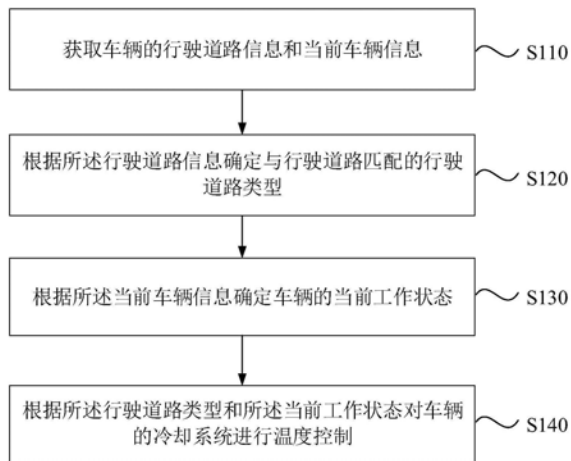 获取车辆的行驶道路信息和当前车辆信息
S110
根据所述行驶道路信息确定与行驶道路匹配的行驶
道路类型
S120
根据所述当前车辆信息确定车辆的当前工作状态
S130
根据所述行驶道路类型和所述当前工作状态对车辆
的冷却系统进行温度控制
S140